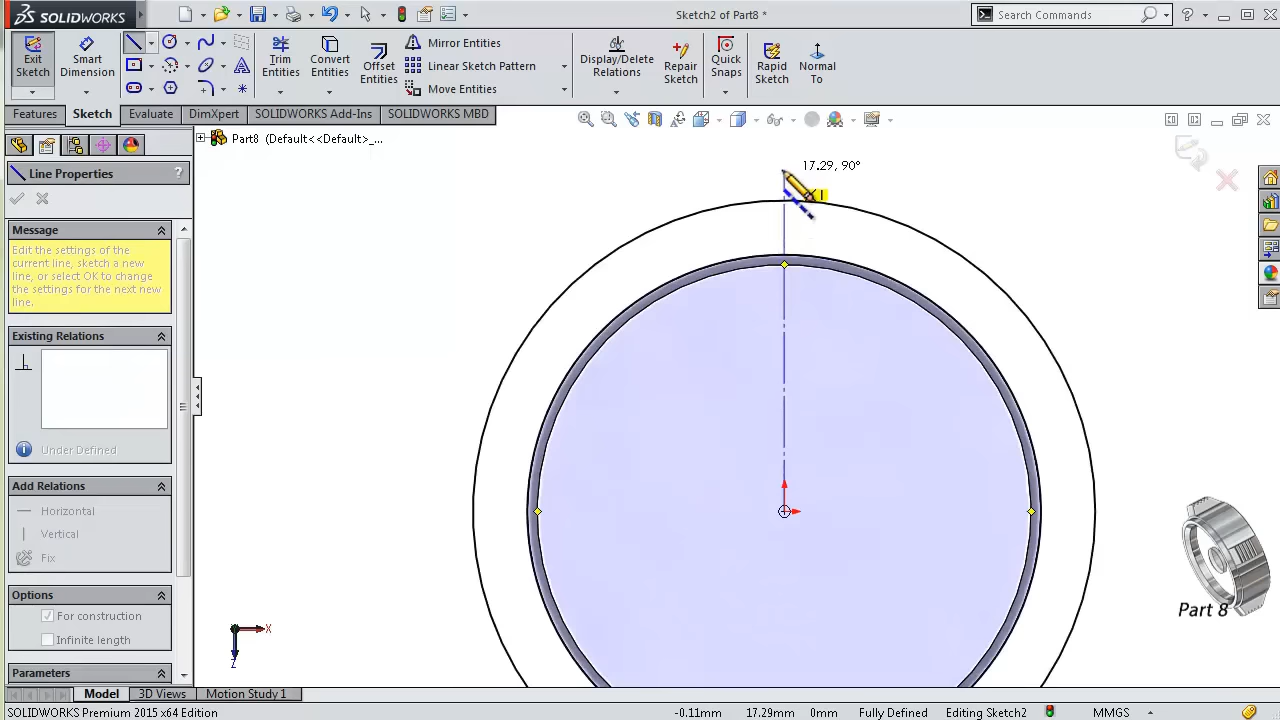 SOLIDWORKS
Sketch2 of Part8 *
Search Commands
Exit Sketch
Smart Dimension
Trim Entities
Convert Entities
Offset Entities
Mirror Entities
Linear Sketch Pattern
Move Entities
Display/Delete Relations
Repair Sketch
Quick Snaps
Rapid Sketch
Normal To
Features
Sketch
Evaluate
DimXpert
SOLIDWORKS Add-Ins
SOLIDWORKS MBD
Part8 (Default<<Default>_...
Line Properties
?
Message
Edit the settings of the
current line, sketch a new
line, or select OK to change
the settings for the next new
line.
Existing Relations
Under Defined
Add Relations
Horizontal
Vertical
Fix
Options
For construction
Infinite length
Parameters
17.29, 90°
X
Z
Part 8
Model
3D Views
Motion Study 1
SOLIDWORKS Premium 2015 x64 Edition
-0.11mm
17.29mm
0mm
Fully Defined
Editing Sketch2
MMGS